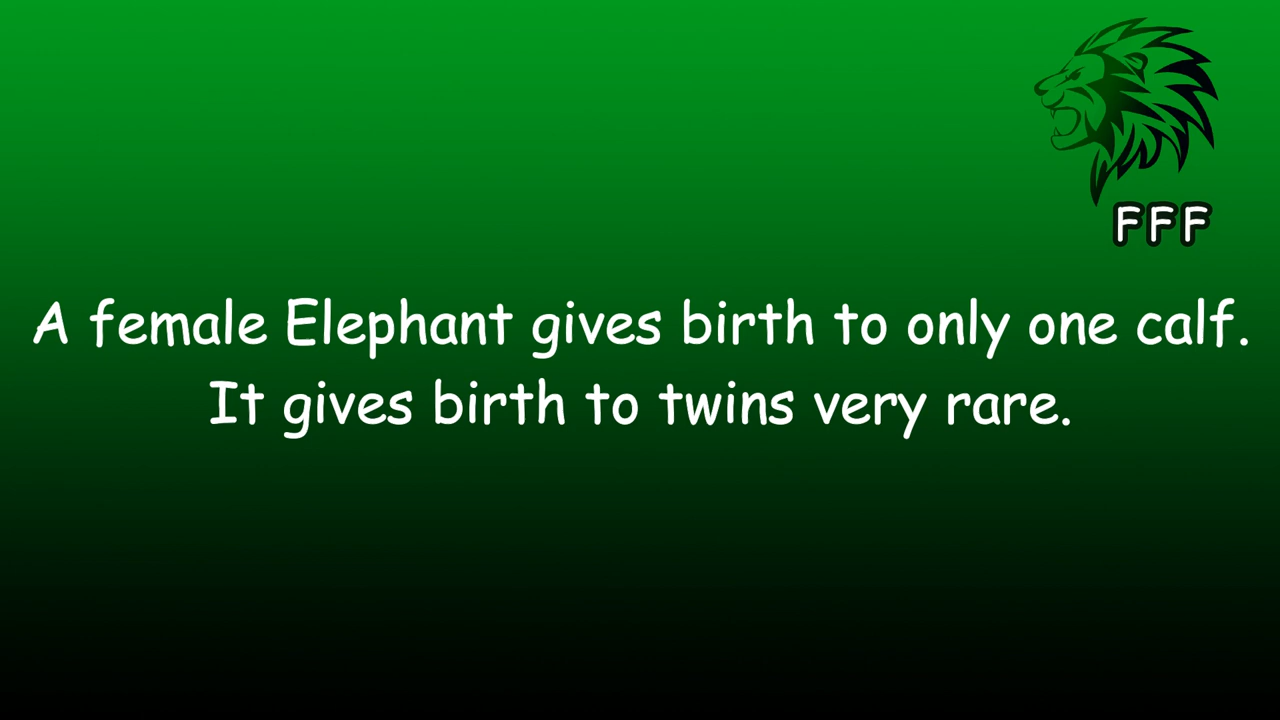 FFF
A female Elephant gives birth to only one calf.
It gives birth to twins very rare.